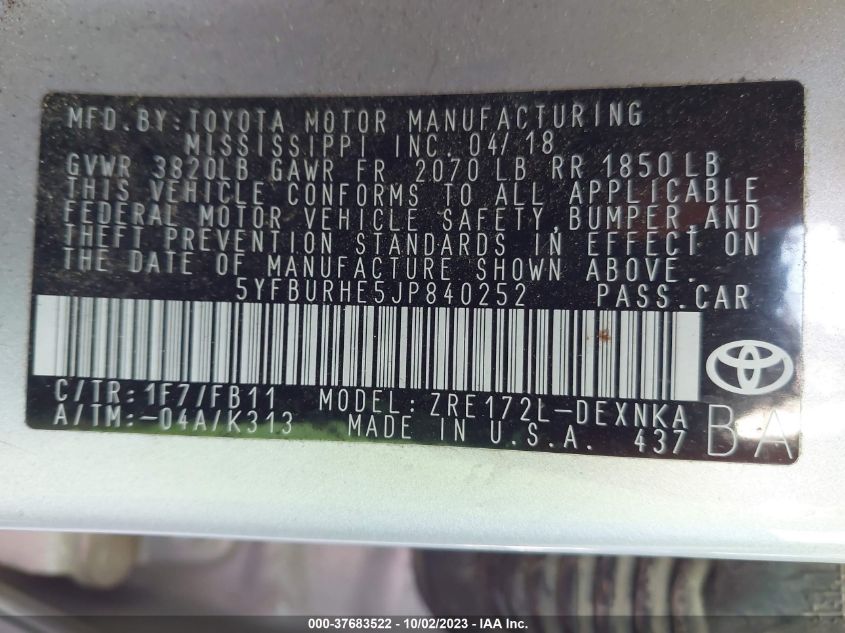 MFD.BY:TOYOTA MOTOR MANUFACTURING
MISSISSIPPI INC. 04/18
GVWR 3820LB GAWR FR 2070 LB RR 1850 LB
THIS VEHICLE CONFORMS TO ALL APPLICABLE
FEDERAL MOTOR VEHICLE SAFETY,BUMPER,AND
THEFT PREVENTION STANDARDS IN EFFECT ON
THE DATE OF MANUFACTURE SHOWN ABOVE.
5YFBURHE5JP840252 PASS.CAR
C/TR:1F7/FB11 MODEL:ZRE172L-DEXNKA
A/TM:-04A/K313 MADE IN U.S.A. 437 BA
000-37683522 - 10/02/2023 - IAA Inc.